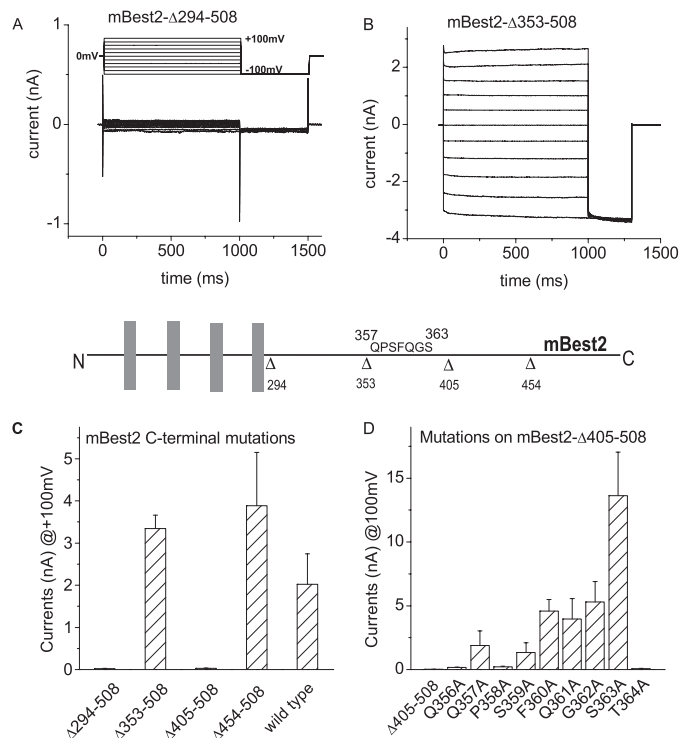 A
mBest2-Δ294-508
+100mV
0mV
-100mV
current (nA)
1
0
-1
0 500 1000 1500
time (ms)
B
mBest2-Δ353-508
current (nA)
2
0
-2
-4
0 500 1000 1500
time (ms)
357 363
QPSFQGS
mBest2
N C
Δ Δ Δ Δ
294 353 405 454
C
mBest2 C-terminal mutations
Currents (nA) @+100mV
5
4
3
2
1
0
Δ294-508
Δ353-508
Δ405-508
Δ454-508
wild type
D
Mutations on mBest2-Δ405-508
Currents (nA) @100mV
15
10
5
0
Δ405-508
Q356A
Q357A
P358A
S359A
F360A
Q361A
G362A
S363A
T364A